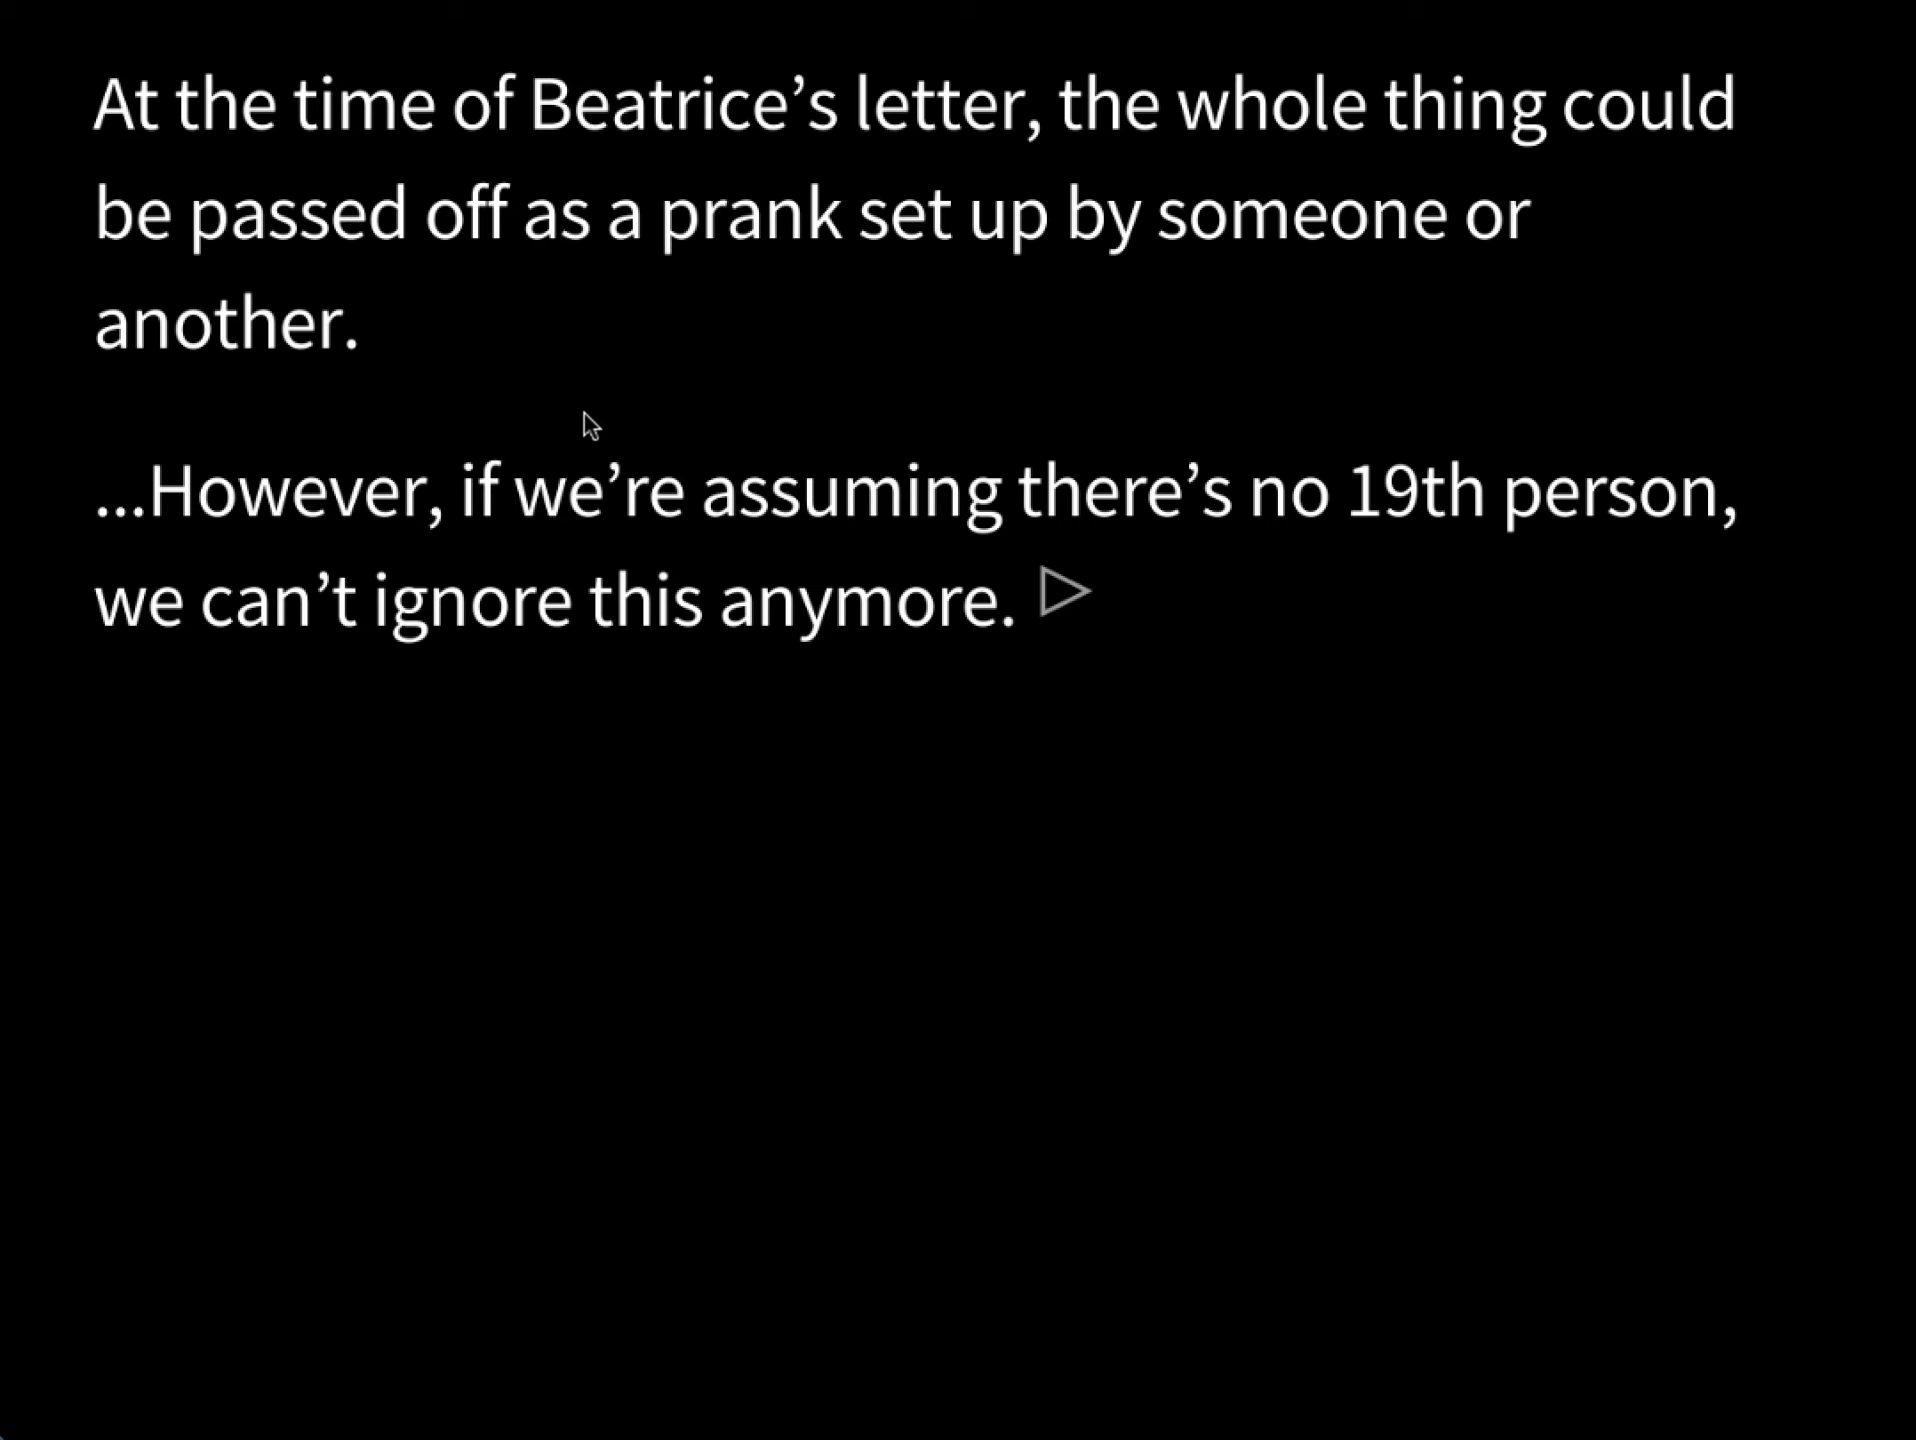 At the time of Beatrice’s letter, the whole thing could
be passed off as a prank set up by someone or
another.
...However, if we’re assuming there’s no 19th person,
we can’t ignore this anymore.